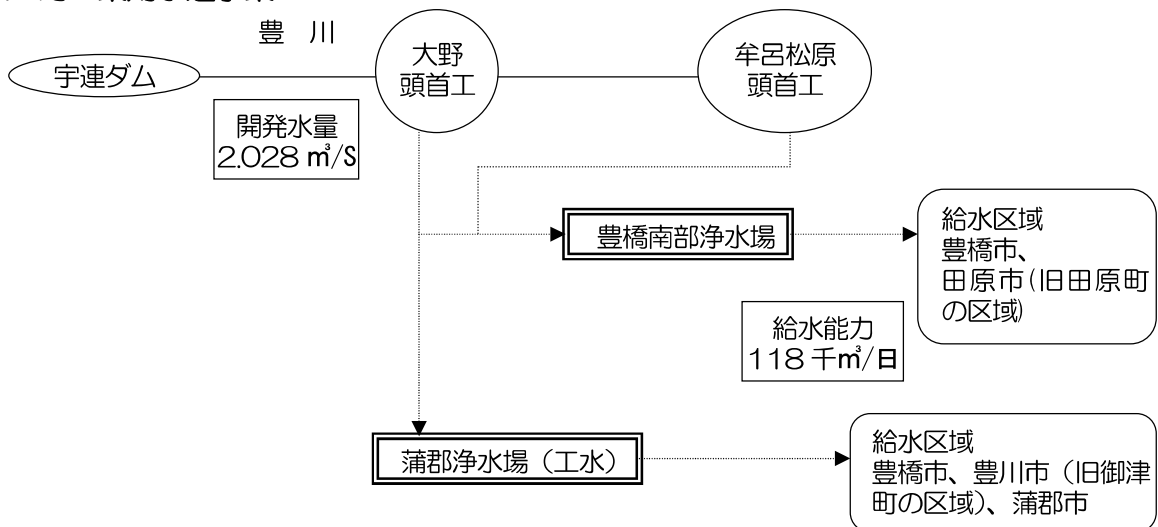 豊 川
宇連ダム
大野
頭首工
牟呂松原
頭首工
開発水量
2.028 ㎥/S
豊橋南部浄水場
給水区域
豊橋市、
田原市(旧田原町
の区域)
給水能力
118 千㎥/日
蒲郡浄水場（工水）
給水区域
豊橋市、豊川市（旧御津
町の区域）、蒲郡市